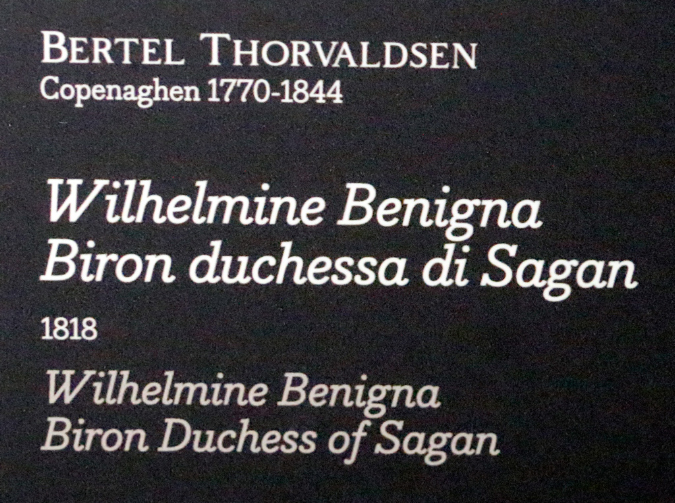 BERTEL THORVALDSEN
Copenaghen 1770-1844
Wilhelmine Benigna
Biron duchessa di Sagan
1818
Wilhelmine Benigna
Biron Duchess of Sagan